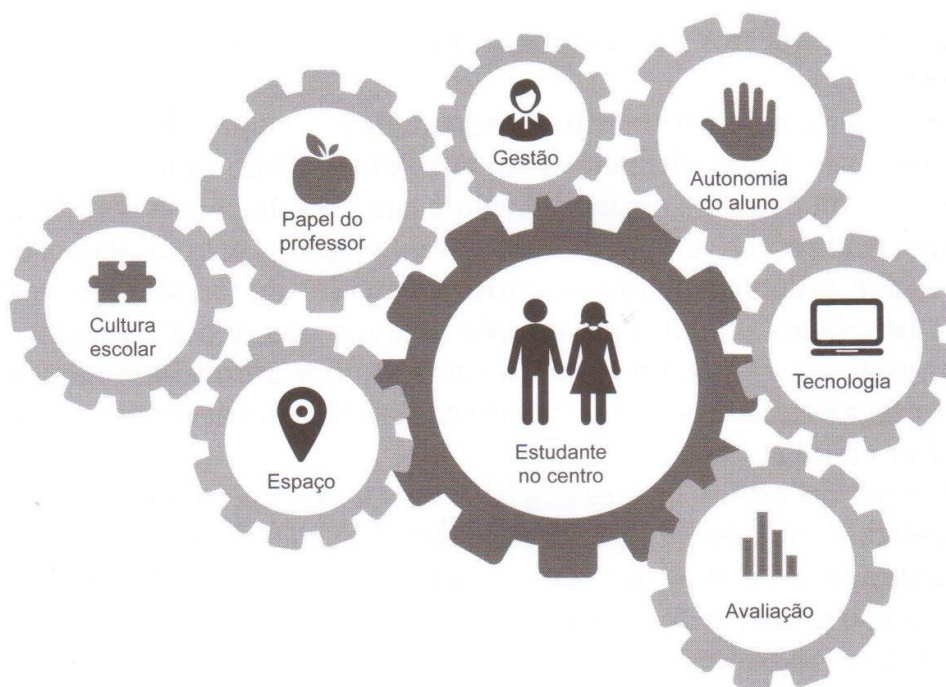 Gestão
Autonomia
do aluno
Papel do
professor
Cultura
escolar
Tecnologia
Estudante
no centro
Espaço
Avaliação